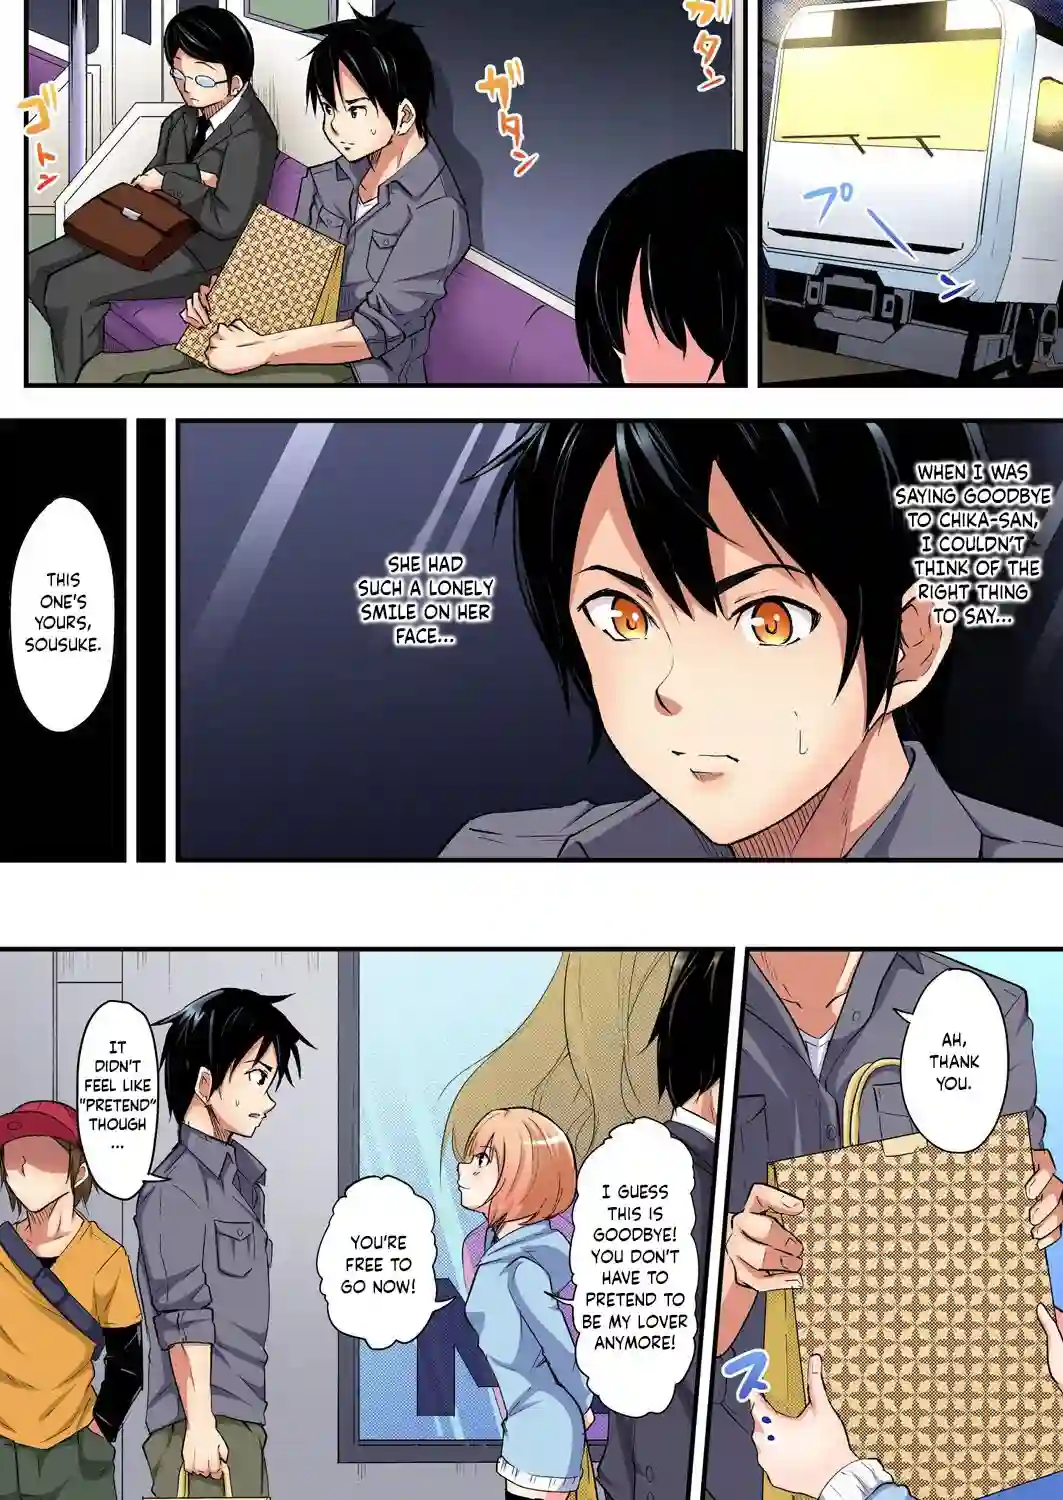 ガタン
プーン
ガタン
ゴトン
WHEN I WAS
SAYING GOODBYE
TO CHIKA-SAN,
I COULDN'T
THINK OF THE
RIGHT THING
TO SAY...
SHE HAD
SUCH A LONELY
SMILE ON HER
FACE...
THIS
ONE'S
YOURS,
SOUSUKE.
AH,
THANK
YOU.
ス
I GUESS
THIS IS
GOODBYE!
YOU DON'T
HAVE TO
PRETEND TO
BE MY LOVER
ANYMORE!
YOU'RE
FREE TO
GO NOW!
IT
DIDN'T
FEEL LIKE
"PRETEND"
THOUGH
...